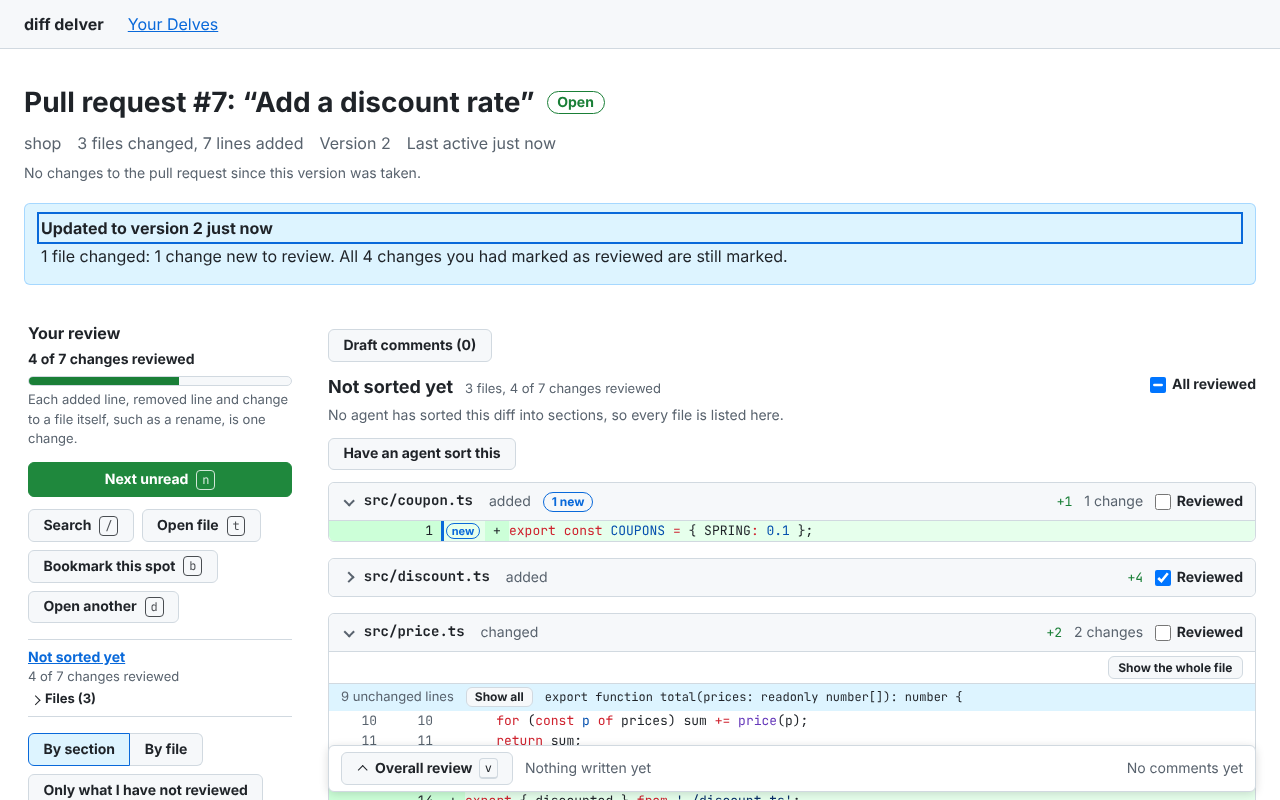 diff delver Your Delves
Pull request #7: “Add a discount rate” Open
shop 3 files changed, 7 lines added Version 2 Last active just now
No changes to the pull request since this version was taken.
Updated to version 2 just now
1 file changed: 1 change new to review. All 4 changes you had marked as reviewed are still marked.
Your review
4 of 7 changes reviewed
Each added line, removed line and change
to a file itself, such as a rename, is one
change.
Next unread n
Search / Open file t
Bookmark this spot b
Open another d
Not sorted yet
4 of 7 changes reviewed
Files (3)
By section By file
Only what I have not reviewed
Draft comments (0)
Not sorted yet 3 files, 4 of 7 changes reviewed All reviewed
No agent has sorted this diff into sections, so every file is listed here.
Have an agent sort this
src/coupon.ts added 1 new +1 1 change Reviewed
1 new + export const COUPONS = { SPRING: 0.1 };
src/discount.ts added +4 Reviewed
src/price.ts changed +2 2 changes Reviewed
Show the whole file
9 unchanged lines Show all export function total(prices: readonly number[]): number {
10 10 for (const p of prices) sum += price(p);
11 11 return sum;
Overall review v Nothing written yet No comments yet
14 + export { discounted } from './discount.ts';